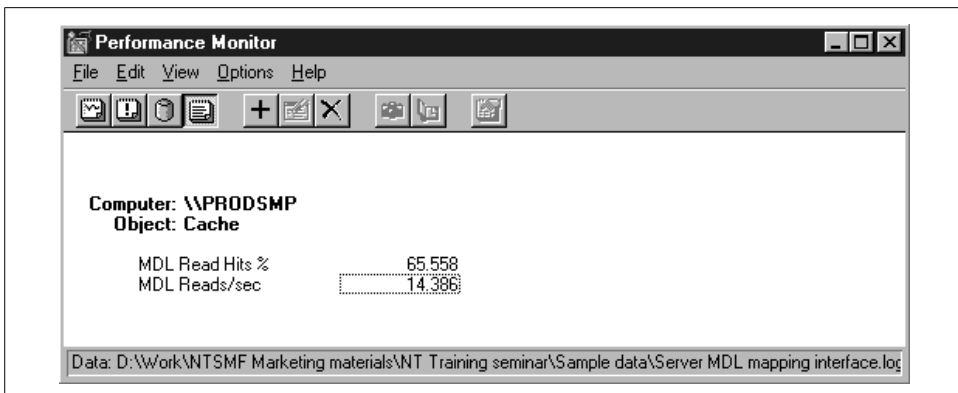 Performance Monitor
File Edit View Options Help
Computer: \\PRODSMP
Object: Cache
MDL Read Hits % 65.558
MDL Reads/sec 14.386
Data: D:\Work\NTSMF Marketing materials\NT Training seminar\Sample data\Server MDL mapping interface.log